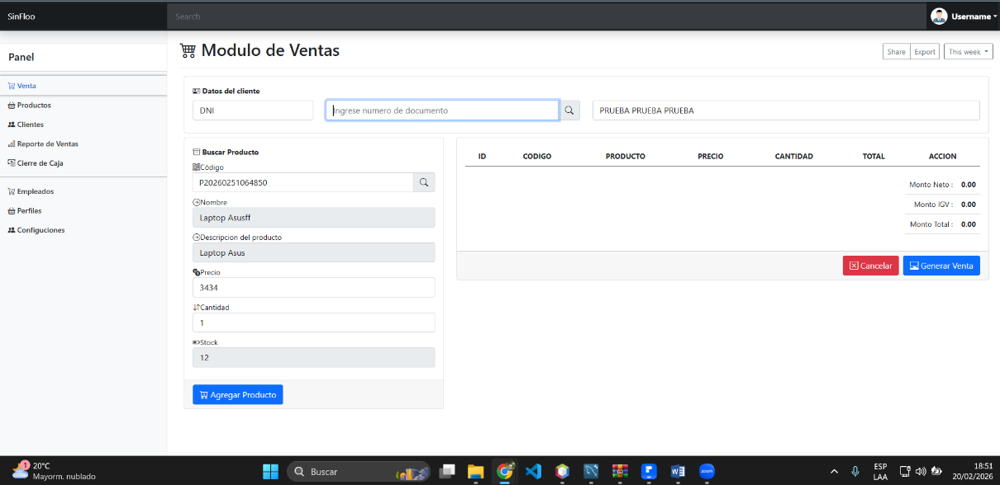 SinFloo
Search
Username
Panel
Modulo de Ventas
Share
Export
This week
Venta
Productos
Clientes
Reporte de Ventas
Cierre de Caja
Empleados
Perfiles
Configuciones
Datos del cliente
DNI
Ingrese numero de documento
PRUEBA PRUEBA PRUEBA
Buscar Producto
Código
P20260251064850
Nombre
Laptop Asusff
Descripcion del producto
Laptop Asus
Precio
3434
Cantidad
1
Stock
12
Agregar Producto
ID CODIGO PRODUCTO PRECIO CANTIDAD TOTAL ACCION
Monto Neto : 0.00
Monto IGV : 0.00
Monto Total : 0.00
Cancelar
Generar Venta
1
20°C
Mayorm. nublado
Buscar
zoom
ESP
LAA
18:51
20/02/2026